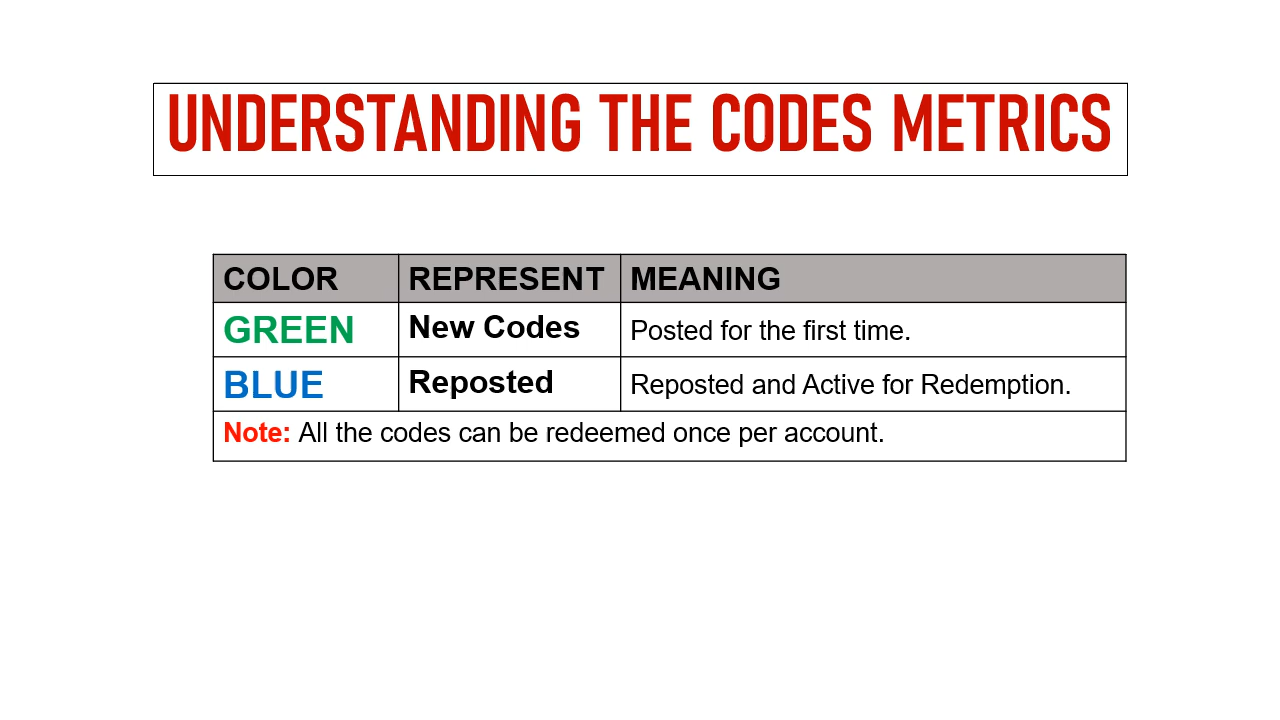 UNDERSTANDING THE CODES METRICS
COLOR REPRESENT MEANING
GREEN New Codes Posted for the first time.
BLUE Reposted Reposted and Active for Redemption.
Note: All the codes can be redeemed once per account.